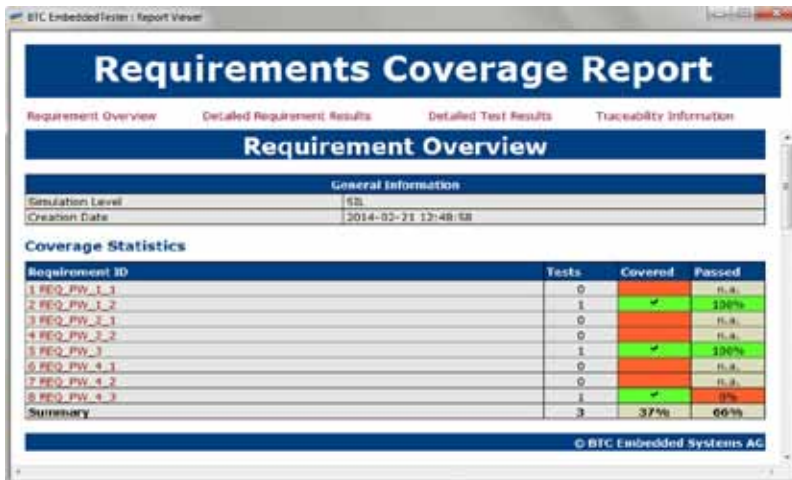 BTC EmbeddedTester : Report Viewer
Requirements Coverage Report
Requirement Overview Detailed Requirement Results Detailed Test Results Traceability Information
Requirement Overview
General Information
Simulation Level SIL
Creation Date 2014-02-21 12:48:58
Coverage Statistics
Requirement ID Tests Covered Passed
1 REQ_PW_1_1 0 n.a.
2 REQ_PW_1_2 1 ✔ 100%
3 REQ_PW_2_1 0 n.a.
4 REQ_PW_2_2 0 n.a.
5 REQ_PW_3 1 ✔ 100%
6 REQ_PW_4_1 0 n.a.
7 REQ_PW_4_2 0 n.a.
8 REQ_PW_4_3 1 ✔ 0%
Summary 3 37% 66%
© BTC Embedded Systems AG